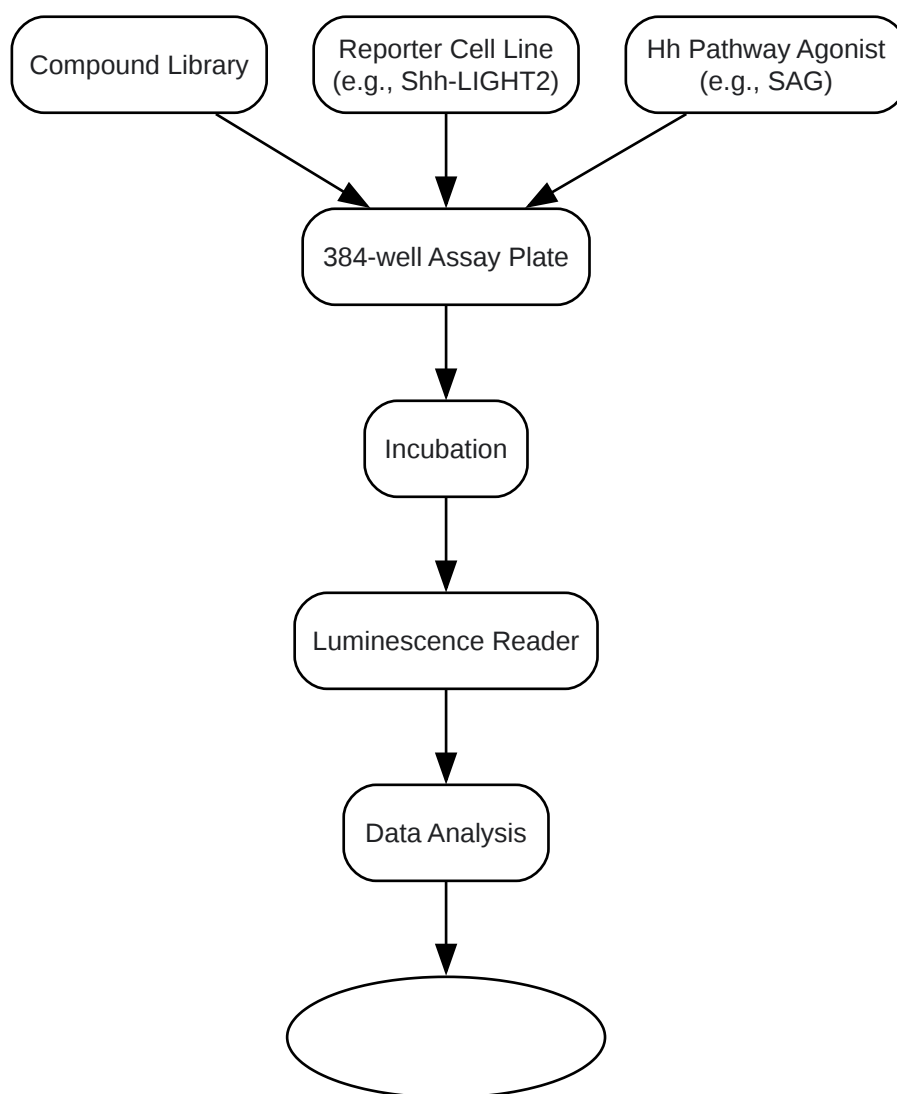 Compound Library
Reporter Cell Line
(e.g., Shh-LIGHT2)
Hh Pathway Agonist
(e.g., SAG)
384-well Assay Plate
Incubation
Luminescence Reader
Data Analysis